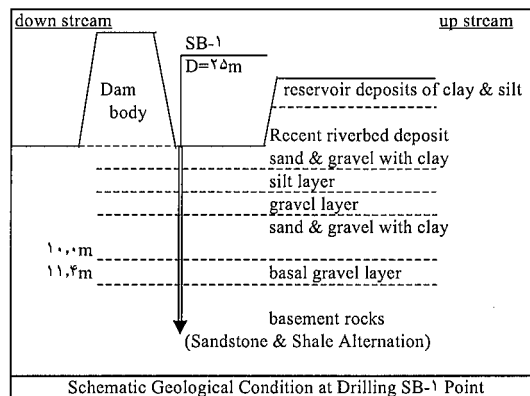 down stream
up stream
SB-۱
D=۲۵m
Dam
body
reservoir deposits of clay & silt
Recent riverbed deposit
sand & gravel with clay
silt layer
gravel layer
sand & gravel with clay
۱۰,۰m
۱۱,۴m
basal gravel layer
basement rocks
(Sandstone & Shale Alternation)
Schematic Geological Condition at Drilling SB-۱ Point